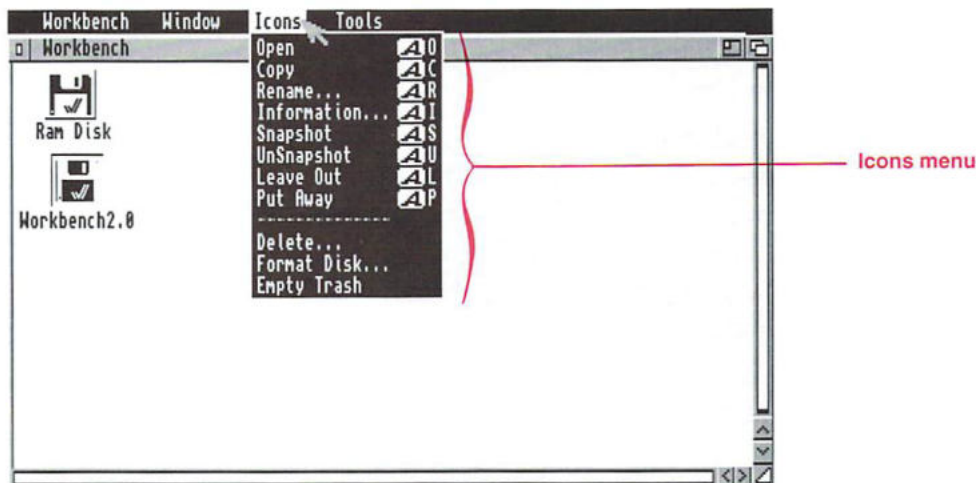 Workbench Window Icons Tools
Workbench
Open A O
Copy A C
Rename... A R
Information... A I
Snapshot A S
UnSnapshot A U
Leave Out A L
Put Away A P
Delete...
Format Disk...
Empty Trash
Ram Disk
Workbench2.0
Icons menu